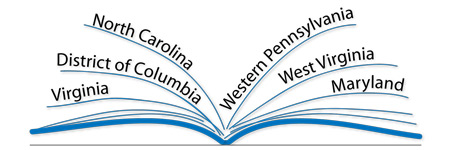 North Carolina
District of Columbia
Virginia
Western Pennsylvania
West Virginia
Maryland